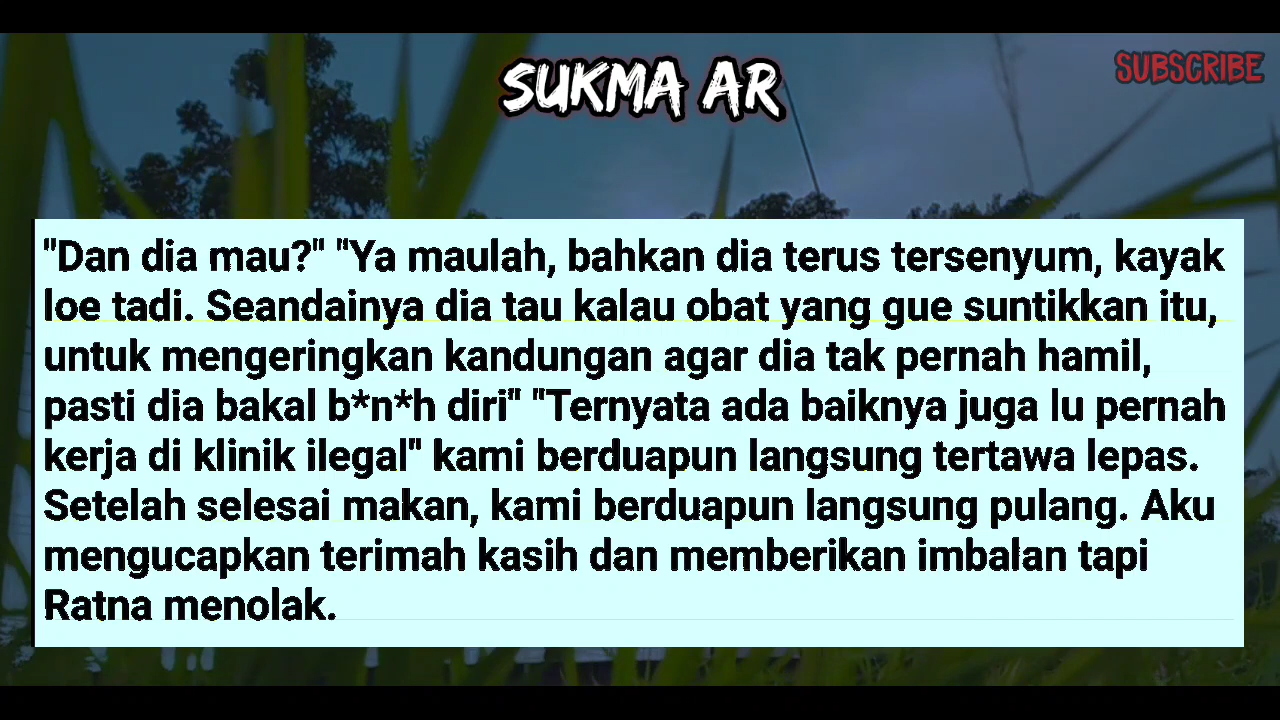 SUKMA AR
SUBSCRIBE
"Dan dia mau?" "Ya maulah, bahkan dia terus tersenyum, kayak
loe tadi. Seandainya dia tau kalau obat yang gue suntikkan itu,
untuk mengeringkan kandungan agar dia tak pernah hamil,
pasti dia bakal b*n*h diri" "Ternyata ada baiknya juga lu pernah
kerja di klinik ilegal" kami berduapun langsung tertawa lepas.
Setelah selesai makan, kami berduapun langsung pulang. Aku
mengucapkan terimah kasih dan memberikan imbalan tapi
Ratna menolak.